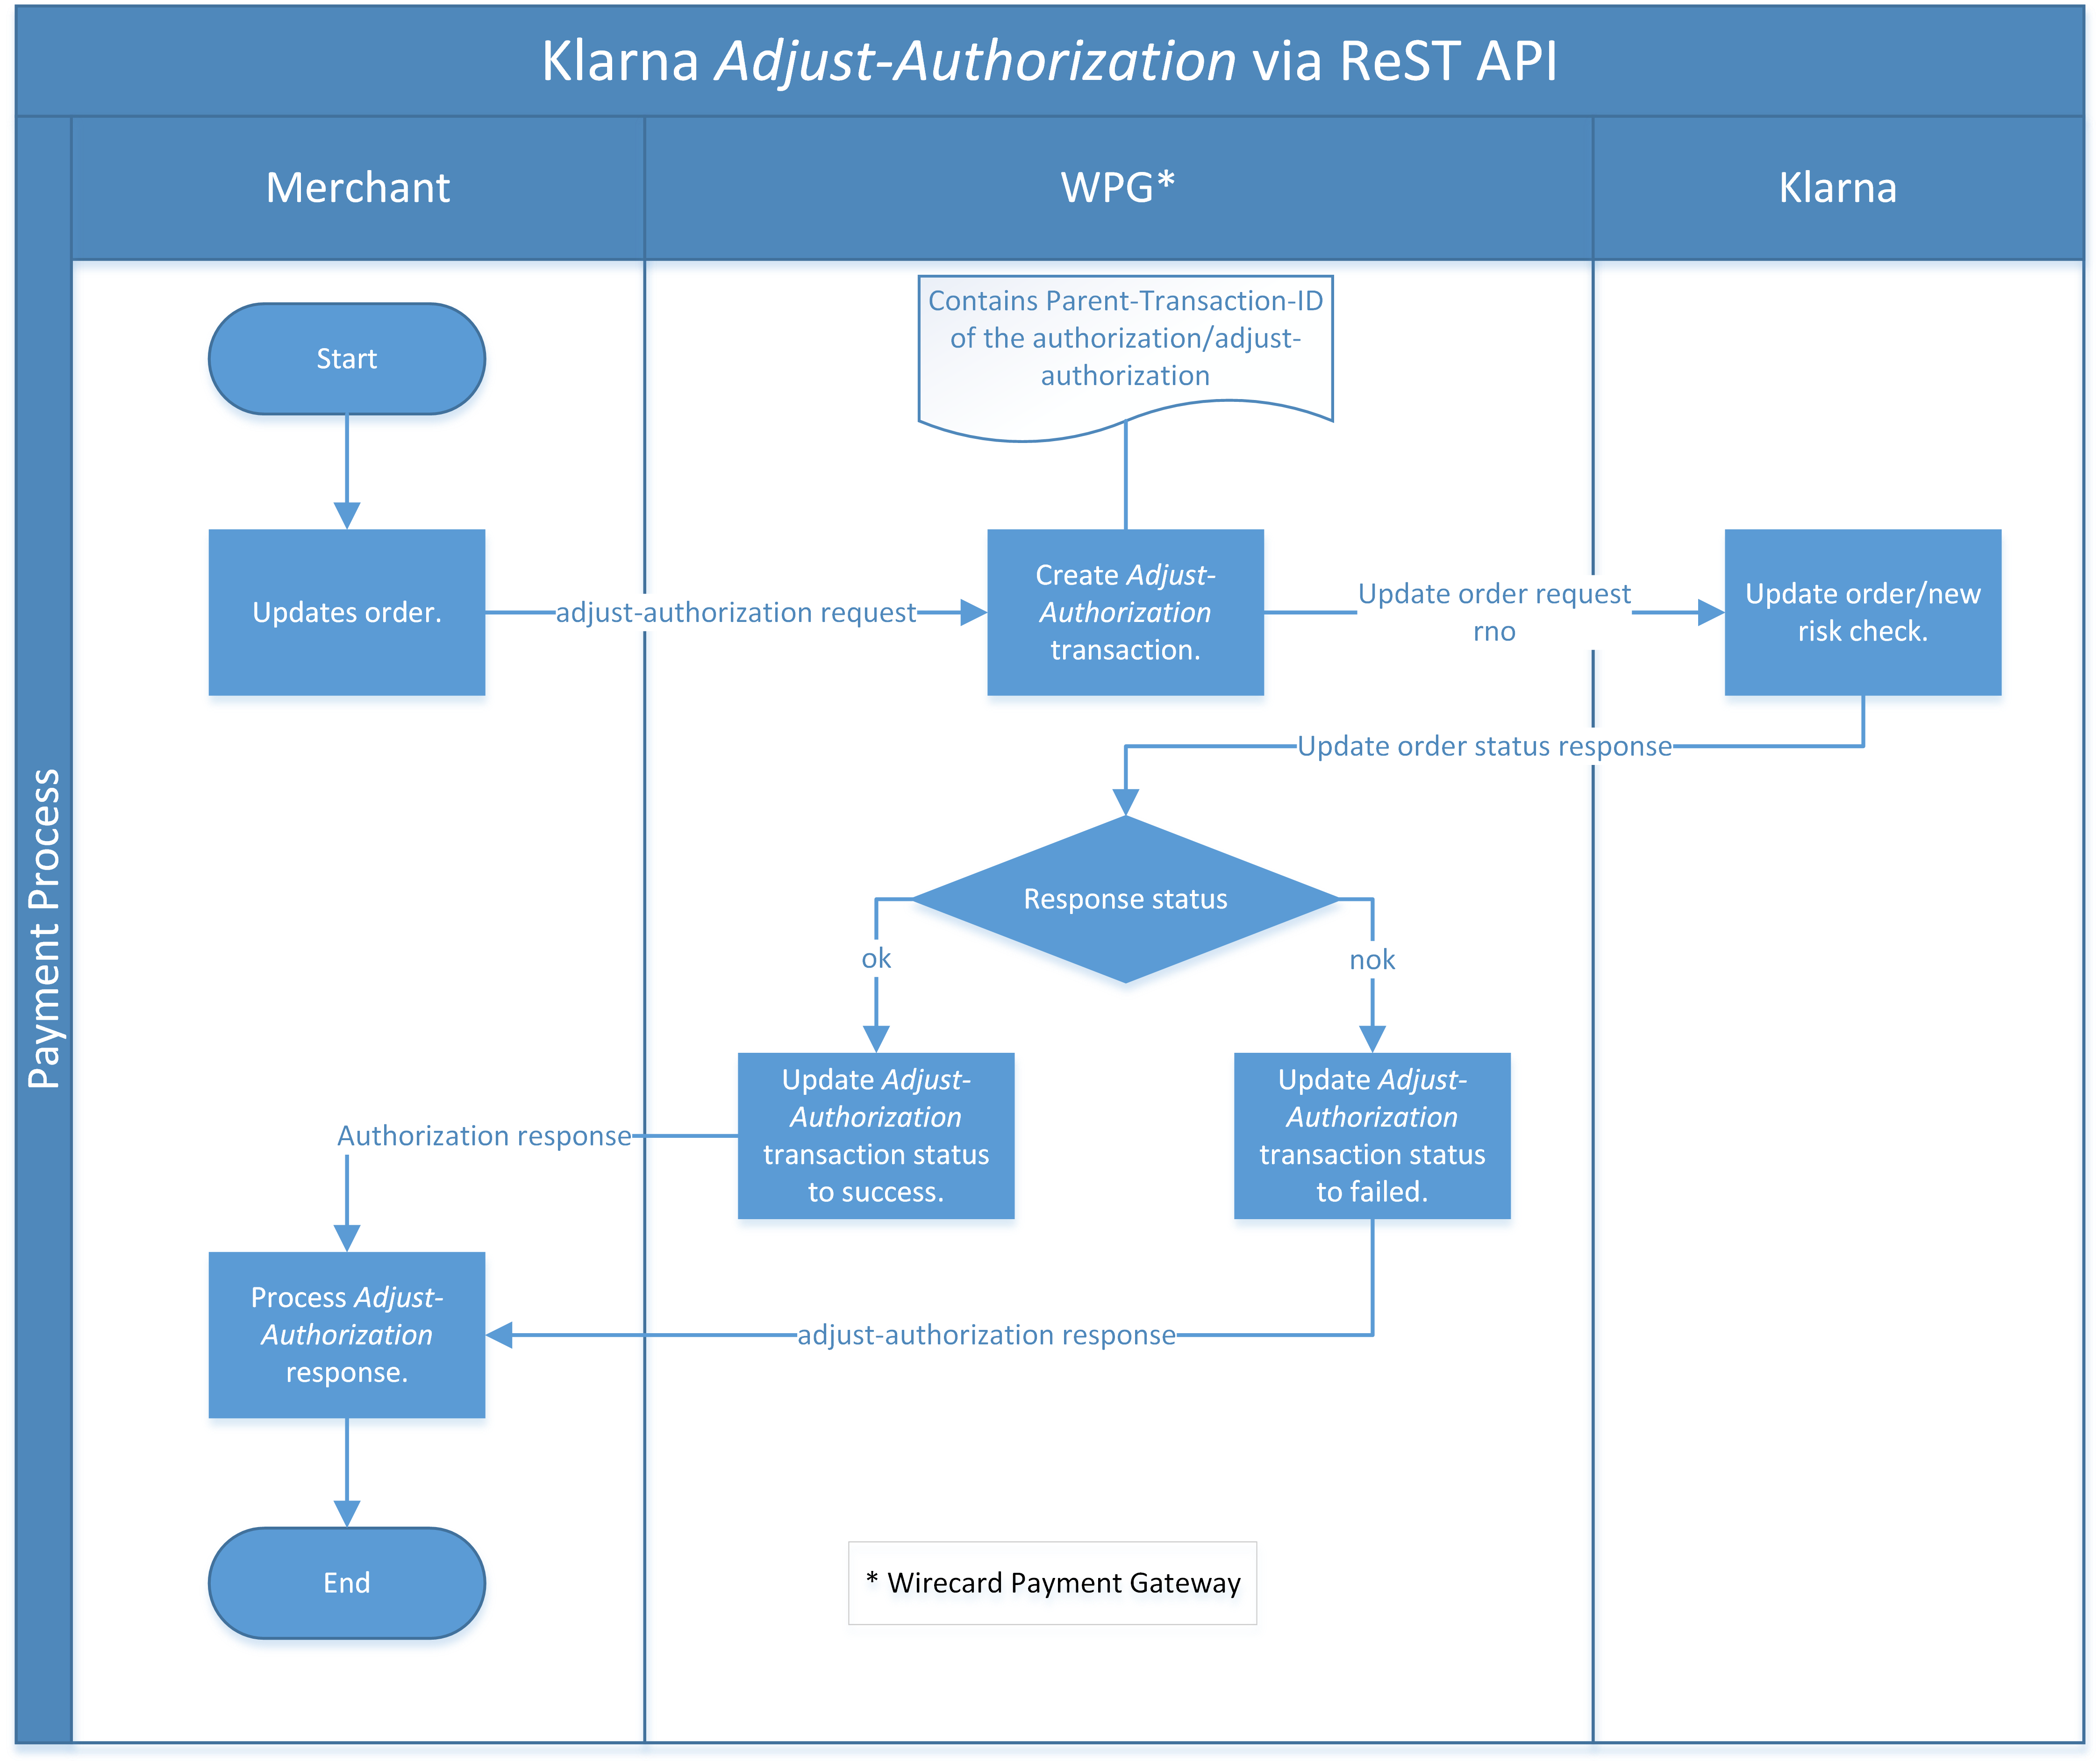 Klarna Adjust-Authorization via ReST API
Payment Process
Merchant
WPG*
Klarna
Contains Parent-Transaction-ID
of the authorization/adjust-
authorization
Start
Updates order.
adjust-authorization request
Create Adjust-
Authorization
transaction.
Update order request
rno
Update order/new
risk check.
Update order status response
Response status
ok
nok
Update Adjust-
Authorization
transaction status
to success.
Update Adjust-
Authorization
transaction status
to failed.
Authorization response
Process Adjust-
Authorization
response.
adjust-authorization response
End
* Wirecard Payment Gateway